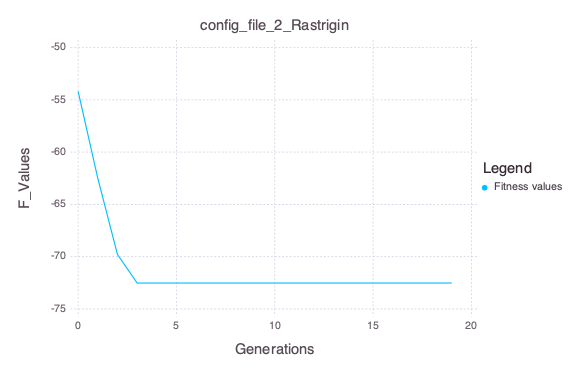 config_file_2_Rastrigin
-50
-55
-60
-65
-70
-75
F_Values
0 5 10 15 20
Generations
Legend
Fitness values